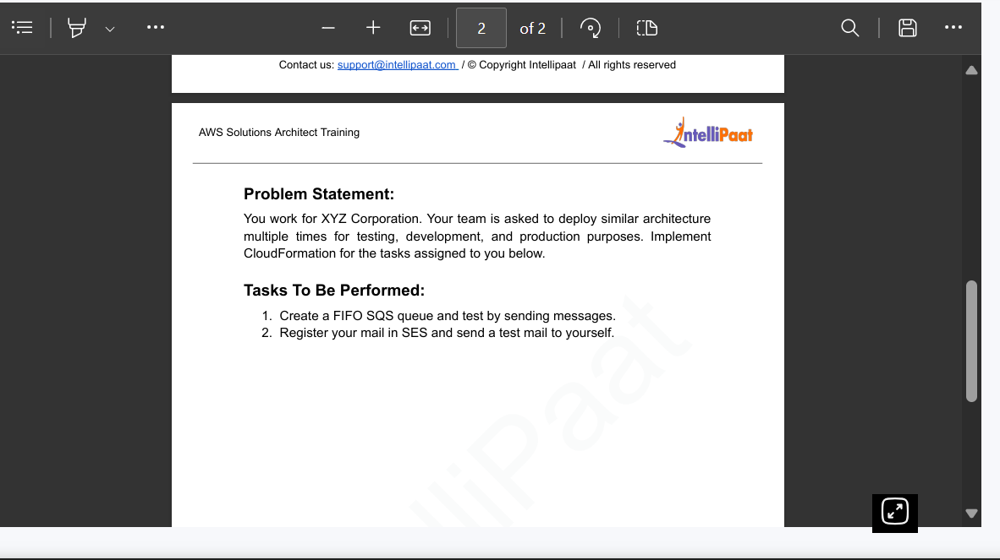 2 of 2
Contact us: support@intellipaat.com / © Copyright Intellipaat / All rights reserved
AWS Solutions Architect Training
IntelliPaat
Problem Statement:
You work for XYZ Corporation. Your team is asked to deploy similar architecture
multiple times for testing, development, and production purposes. Implement
CloudFormation for the tasks assigned to you below.
Tasks To Be Performed:
1. Create a FIFO SQS queue and test by sending messages.
2. Register your mail in SES and send a test mail to yourself.
lliPaat